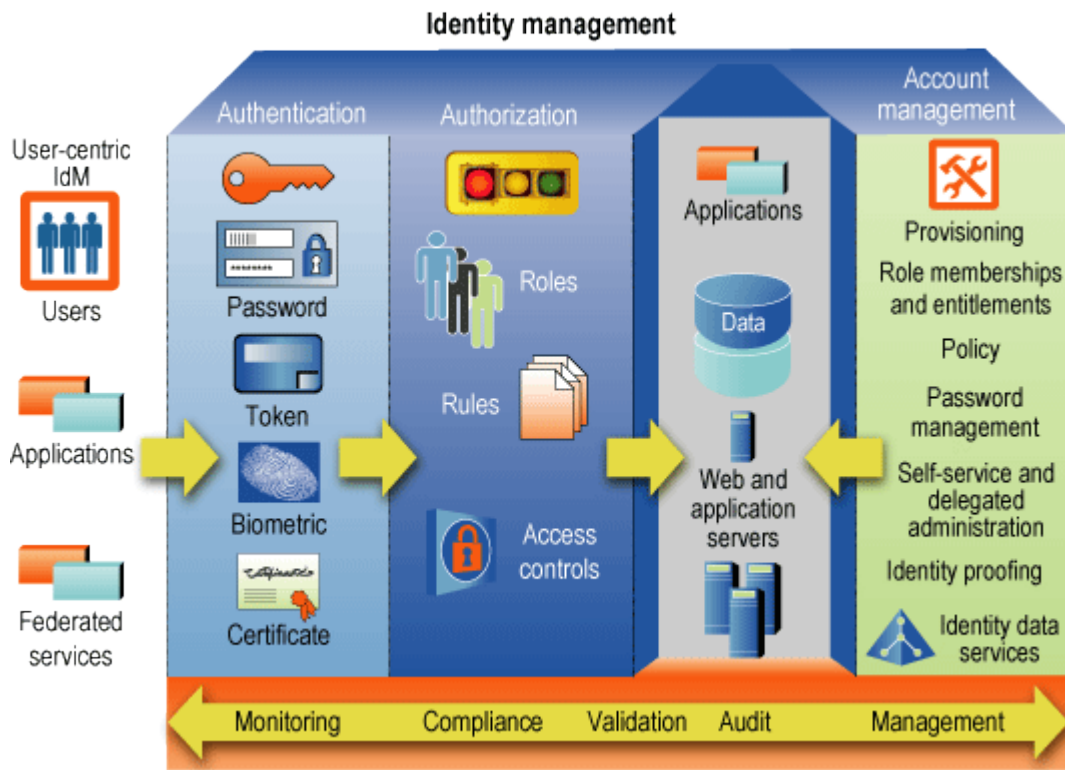 Identity management
User-centric
IdM
Users
Applications
Federated
services
Authentication
Password
Token
Biometric
Certificate
Authorization
Roles
Rules
Access
controls
Applications
Data
Web and
application
servers
Account
management
Provisioning
Role memberships
and entitlements
Policy
Password
management
Self-service and
delegated
administration
Identity proofing
Identity data
services
Monitoring
Compliance
Validation
Audit
Management